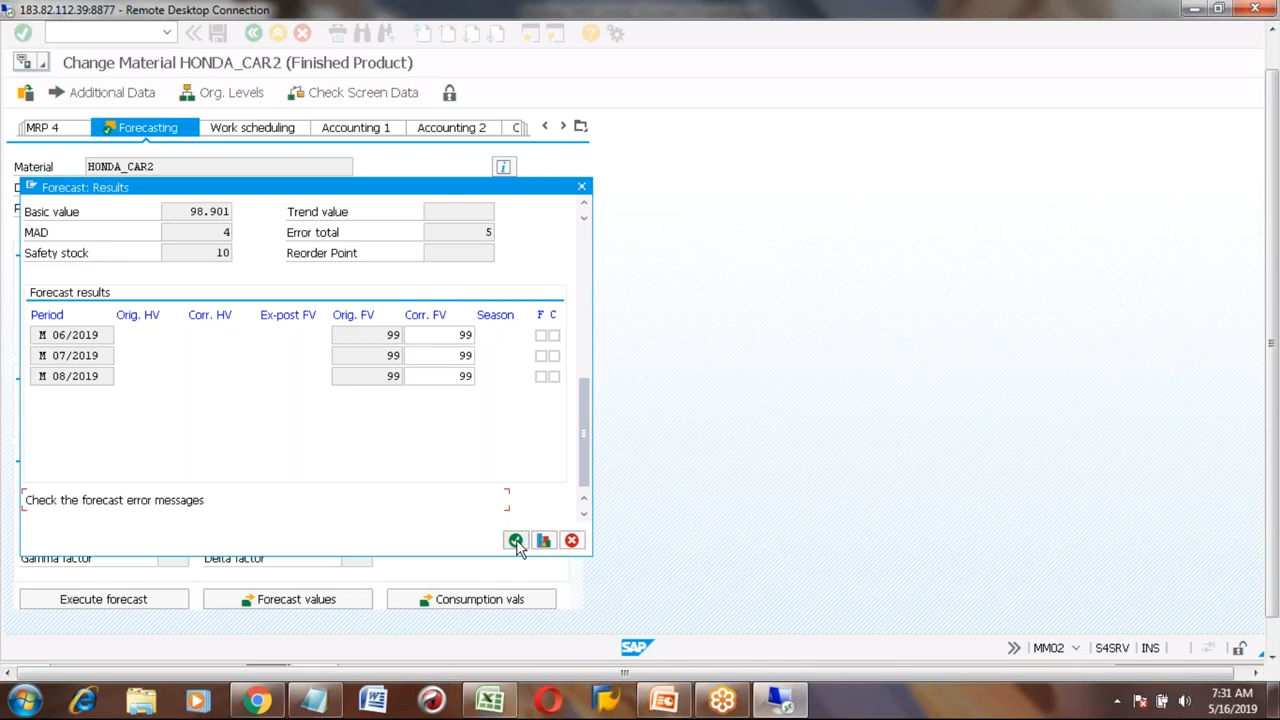 183.82.112.39:8877 - Remote Desktop Connection
Change Material HONDA_CAR2 (Finished Product)
Additional Data Org. Levels Check Screen Data
MRP 4 Forecasting Work scheduling Accounting 1 Accounting 2 C
Material HONDA_CAR2
Forecast: Results
Basic value 98.901 Trend value
MAD 4 Error total 5
Safety stock 10 Reorder Point
Forecast results
Period Orig. HV Corr. HV Ex-post FV Orig. FV Corr. FV Season F C
M 06/2019 99 99
M 07/2019 99 99
M 08/2019 99 99
Check the forecast error messages
Gamma factor Delta factor
Execute forecast Forecast values Consumption vals
SAP MM02 S4SRV INS
7:31 AM
5/16/2019